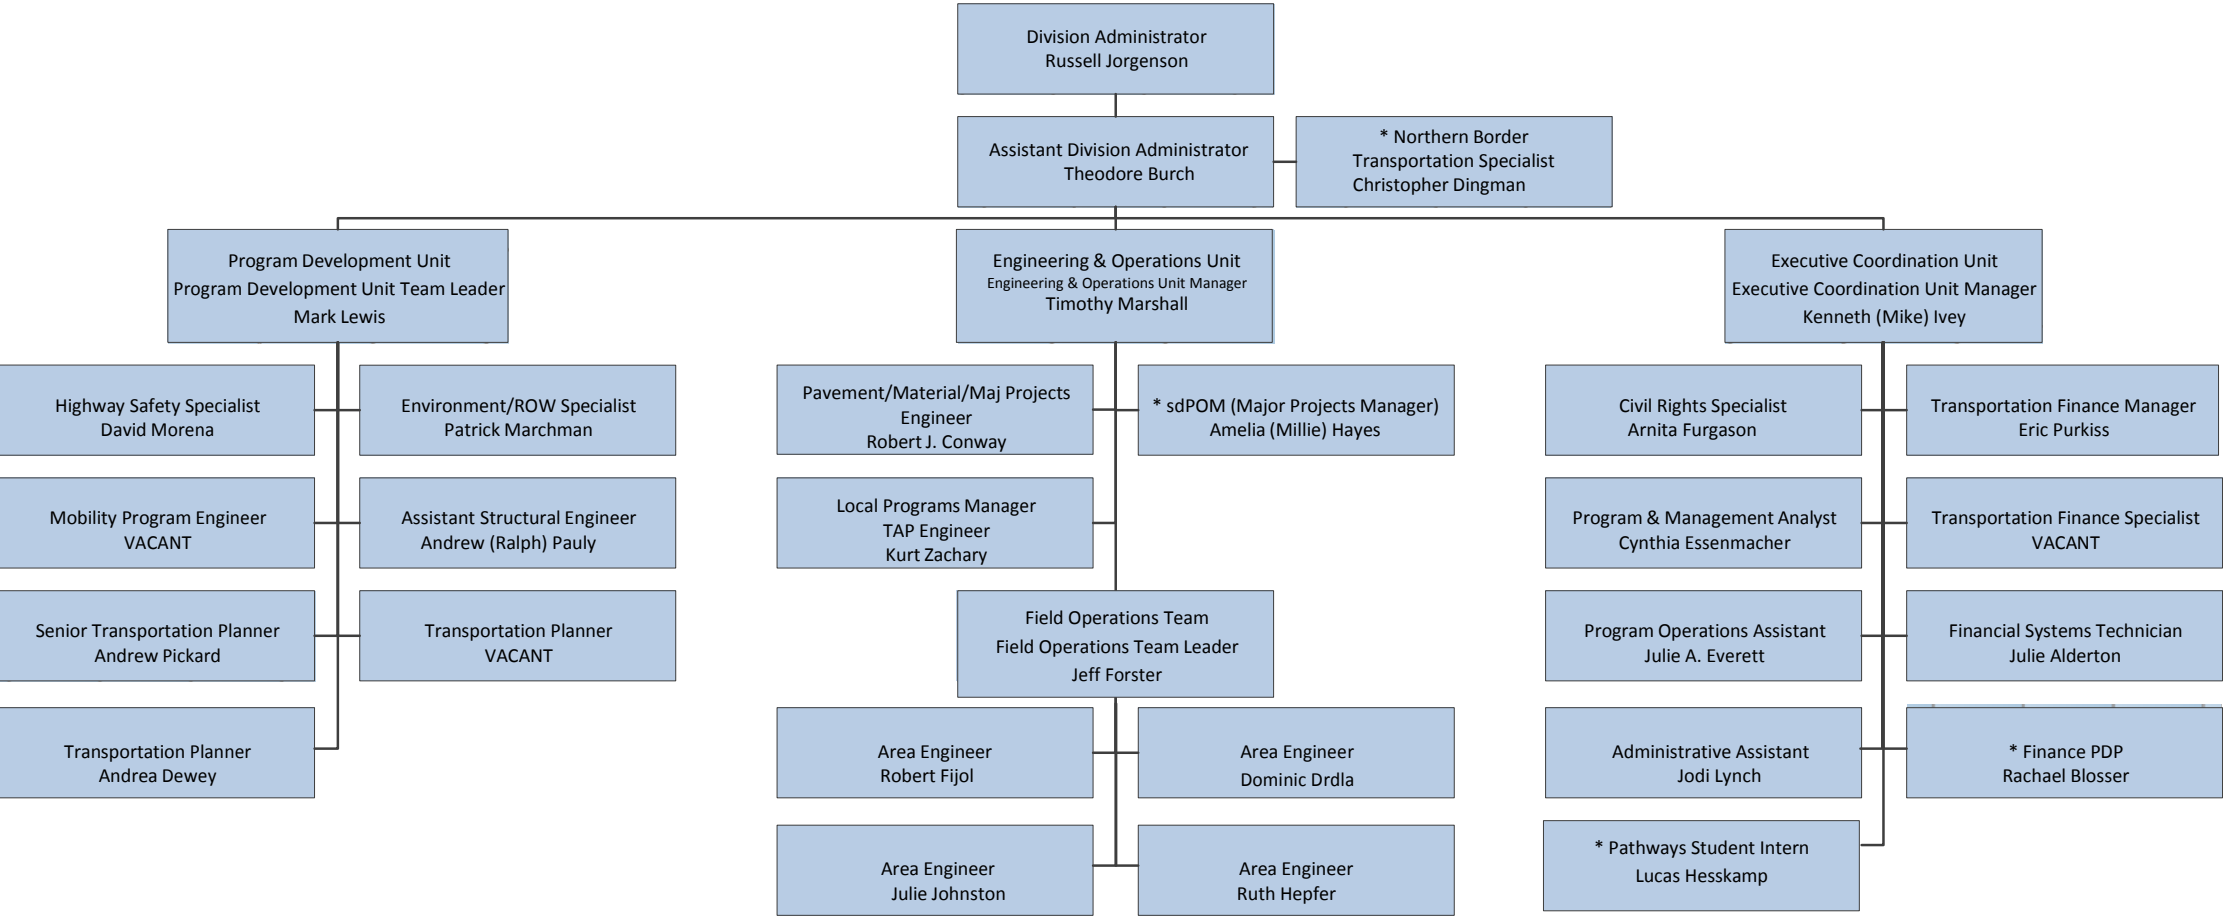 Division Administrator
Russell Jorgenson
Assistant Division Administrator
Theodore Burch
* Northern Border
Transportation Specialist
Christopher Dingman
Program Development Unit
Program Development Unit Team Leader
Mark Lewis
Engineering & Operations Unit
Engineering & Operations Unit Manager
Timothy Marshall
Executive Coordination Unit
Executive Coordination Unit Manager
Kenneth (Mike) Ivey
Highway Safety Specialist
David Morena
Environment/ROW Specialist
Patrick Marchman
Pavement/Material/Maj Projects
Engineer
Robert J. Conway
* sdPOM (Major Projects Manager)
Amelia (Millie) Hayes
Civil Rights Specialist
Arnita Furgason
Transportation Finance Manager
Eric Purkiss
Mobility Program Engineer
VACANT
Assistant Structural Engineer
Andrew (Ralph) Pauly
Local Programs Manager
TAP Engineer
Kurt Zachary
Program & Management Analyst
Cynthia Essenmacher
Transportation Finance Specialist
VACANT
Senior Transportation Planner
Andrew Pickard
Transportation Planner
VACANT
Field Operations Team
Field Operations Team Leader
Jeff Forster
Program Operations Assistant
Julie A. Everett
Financial Systems Technician
Julie Alderton
Transportation Planner
Andrea Dewey
Area Engineer
Robert Fijol
Area Engineer
Dominic Drdla
Administrative Assistant
Jodi Lynch
* Finance PDP
Rachael Blosser
Area Engineer
Julie Johnston
Area Engineer
Ruth Hepfer
* Pathways Student Intern
Lucas Hesskamp